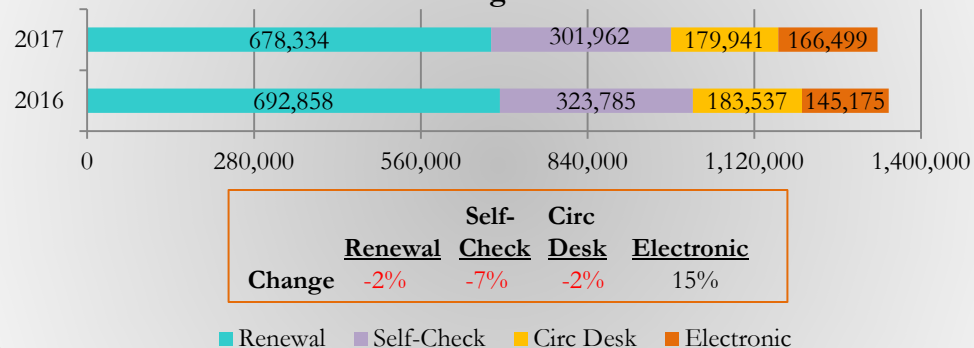 2017 678,334 301,962 179,941 166,499
2016 692,858 323,785 183,537 145,175
0 280,000 560,000 840,000 1,120,000 1,400,000
Self- Circ
Renewal Check Desk Electronic
Change -2% -7% -2% 15%
Renewal Self-Check Circ Desk Electronic